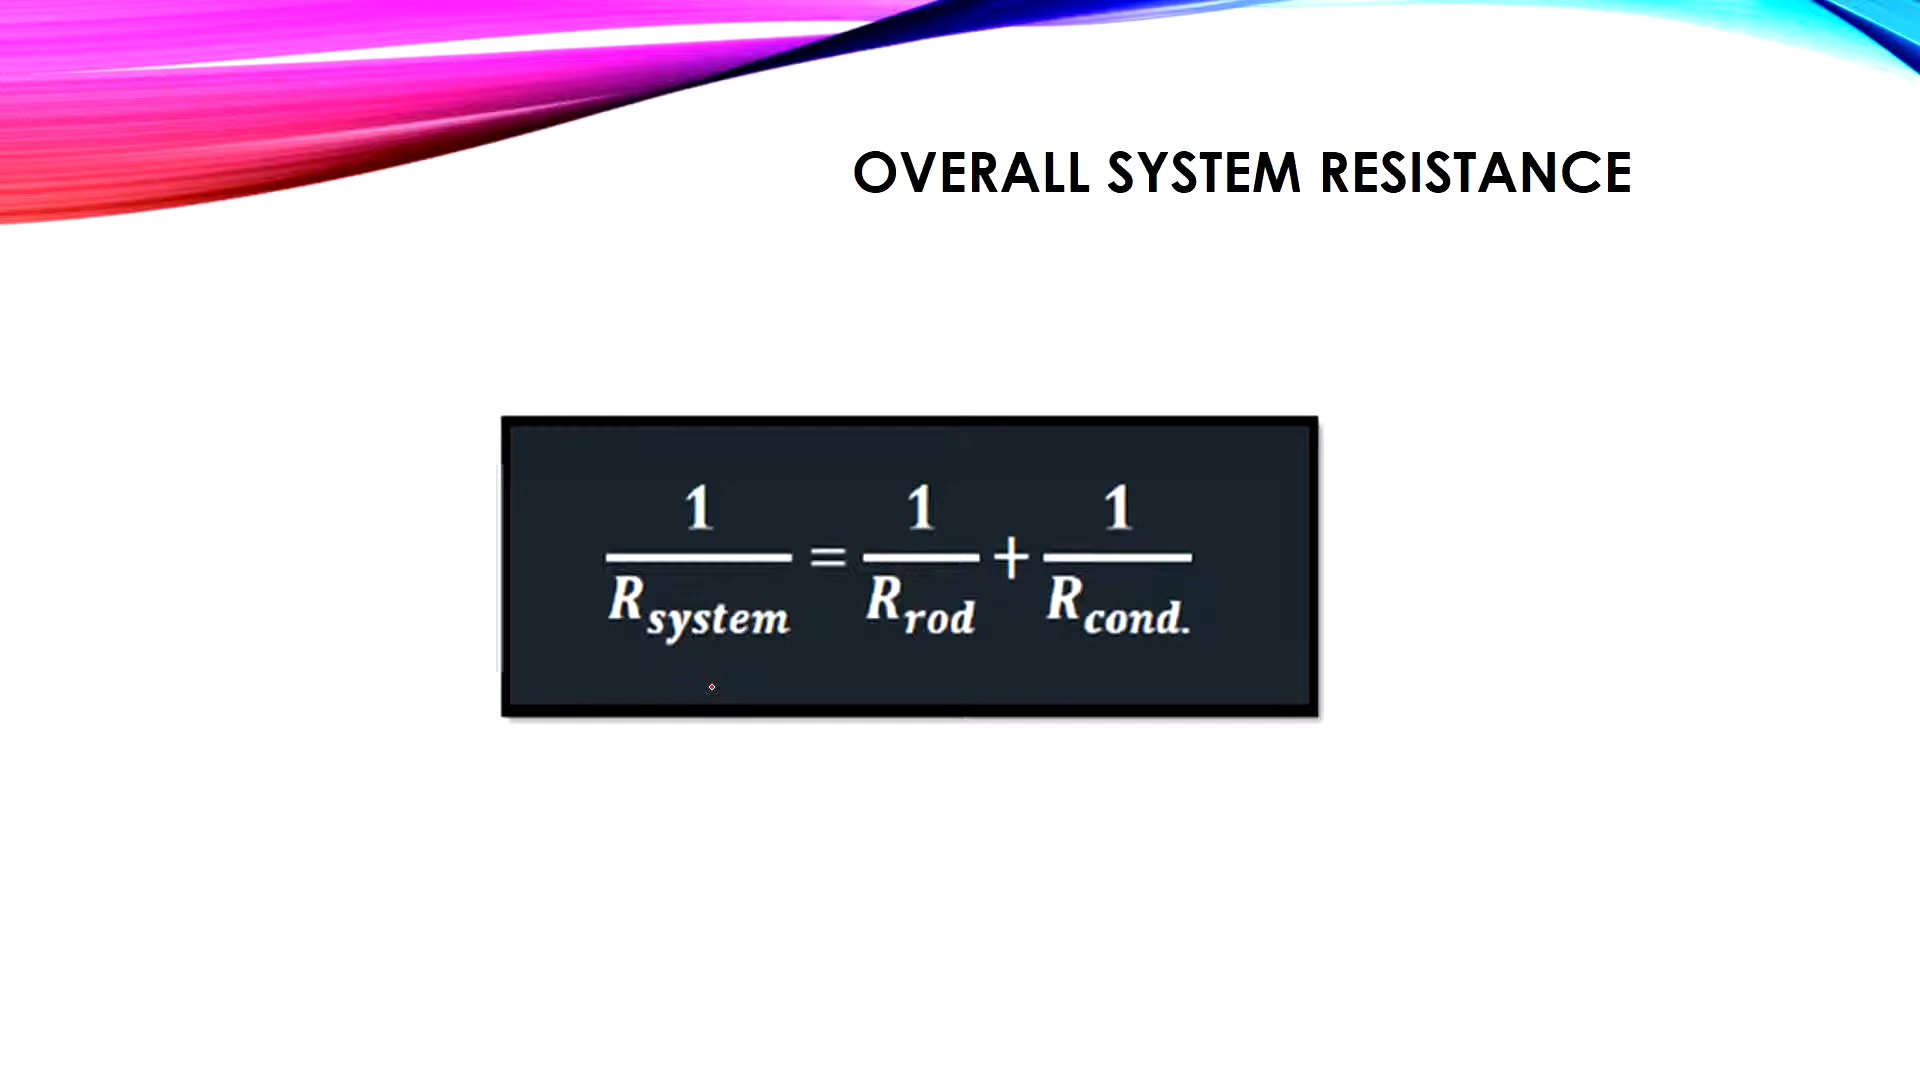 OVERALL SYSTEM RESISTANCE
1/R_system = 1/R_rod + 1/R_cond.